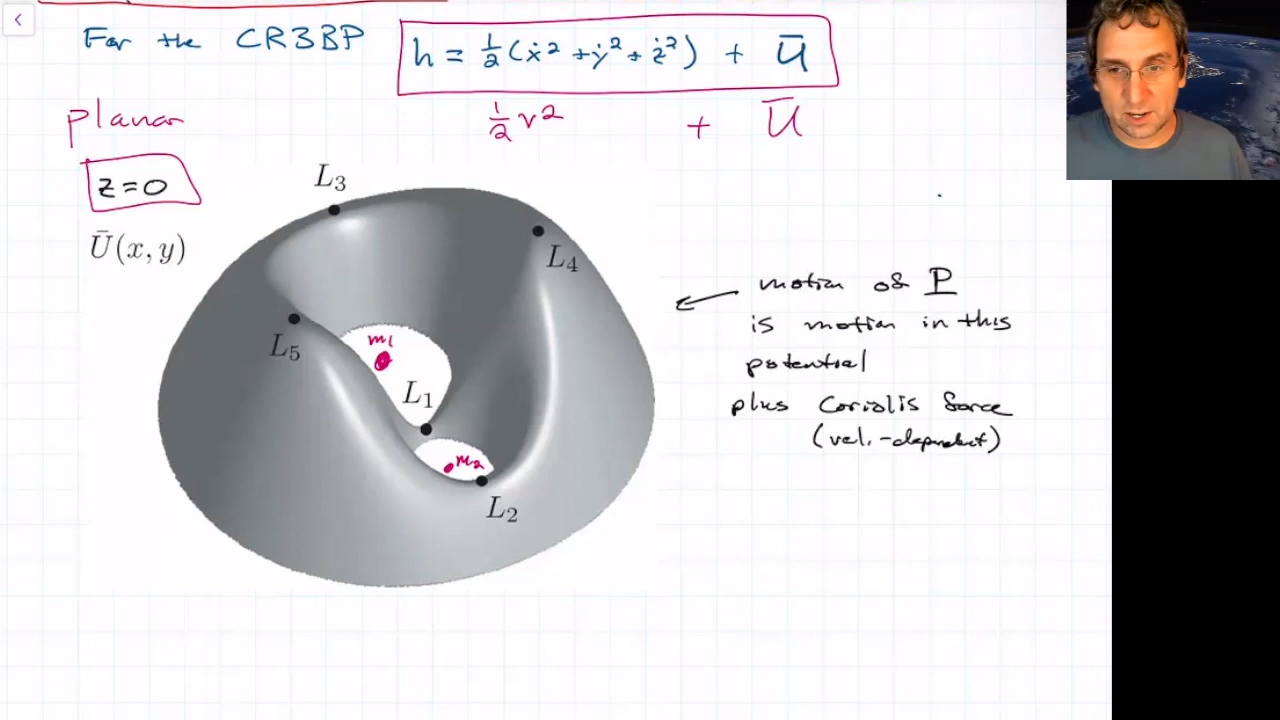 For the CR3BP
h = ½(ẋ² + ẏ² + ż²) + Ū
planar
½v² + Ū
z=0
Ū(x, y)
L₃
L₄
L₅
m₁
L₁
m₂
L₂
motion of P
is motion in this
potential
plus Coriolis force
(vel.-dependent)